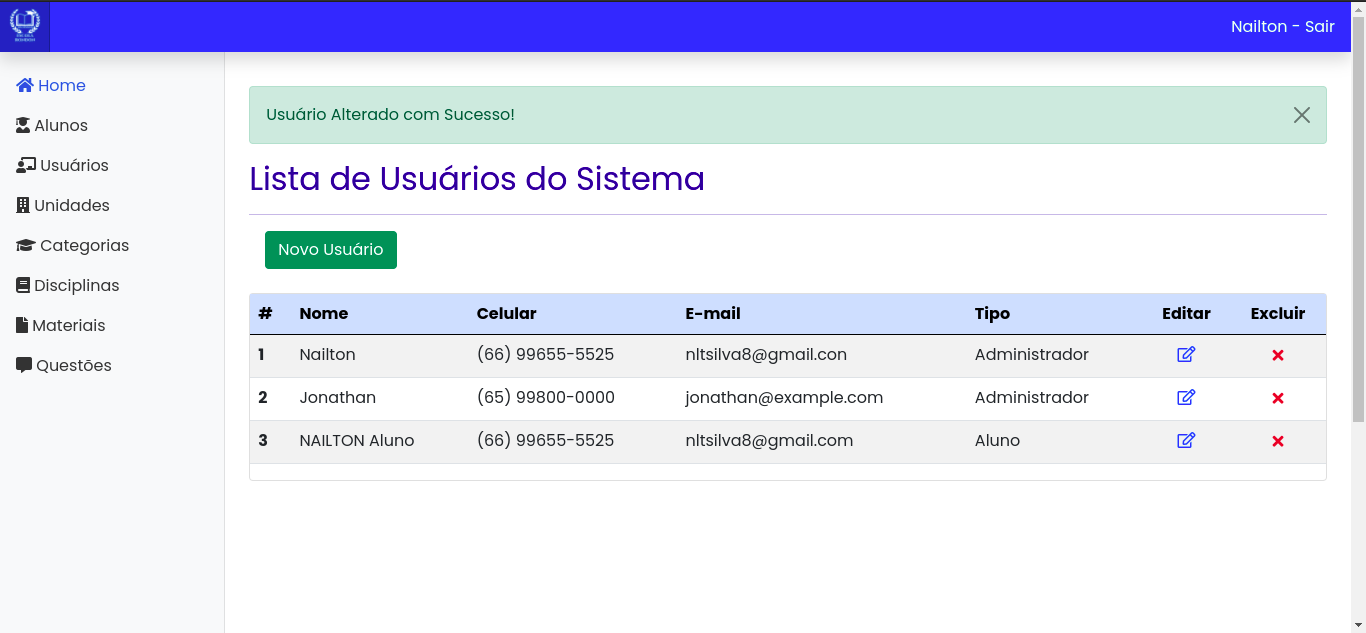 Nailton - Sair
Home
Alunos
Usuários
Unidades
Categorias
Disciplinas
Materiais
Questões
Usuário Alterado com Sucesso!
Lista de Usuários do Sistema
Novo Usuário
# Nome Celular E-mail Tipo Editar Excluir
1 Nailton (66) 99655-5525 nltsilva8@gmail.con Administrador
2 Jonathan (65) 99800-0000 jonathan@example.com Administrador
3 NAILTON Aluno (66) 99655-5525 nltsilva8@gmail.com Aluno